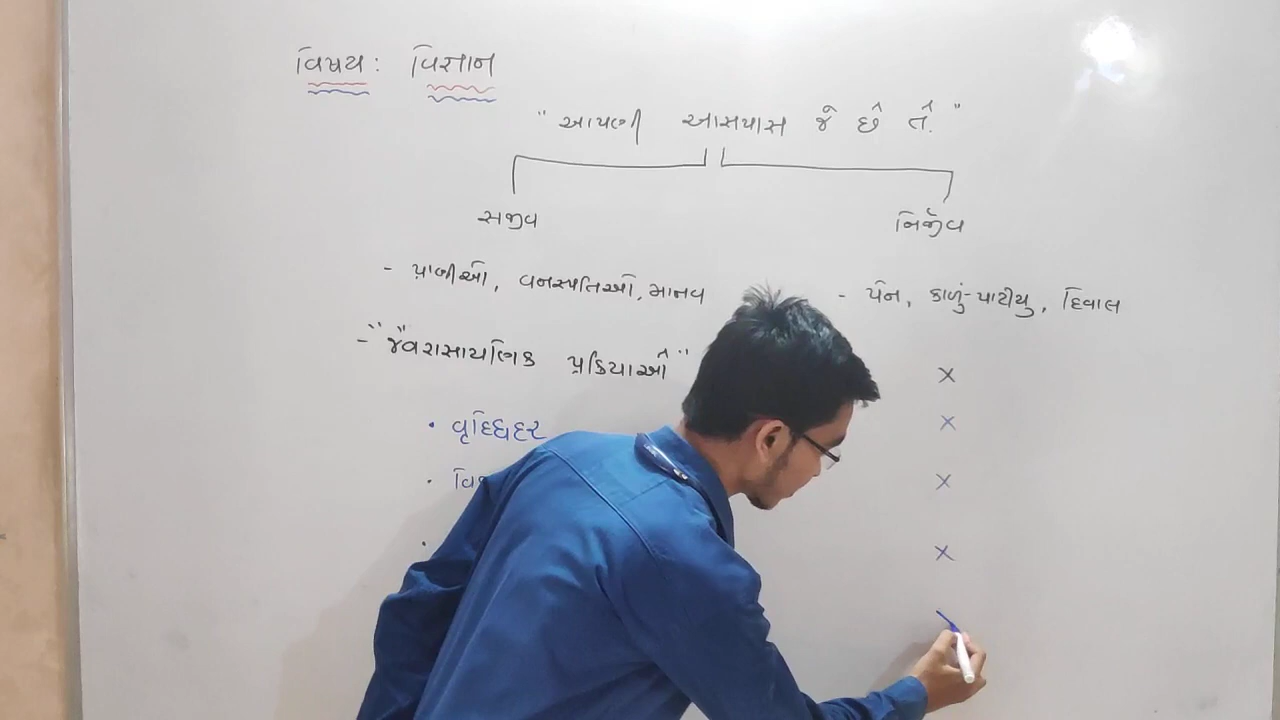 વિષય: વિજ્ઞાન
"આપણી આસપાસ જે છે તે."
સજીવ નિર્જીવ
- પ્રાણીઓ, વનસ્પતિઓ, માનવ - પેન, કાળું-પાટીયુ, દિવાલ
- "જૈવરાસાયણિક પ્રક્રિયાઓ" ×
• વૃદ્ધિદર ×
• ×
• ×